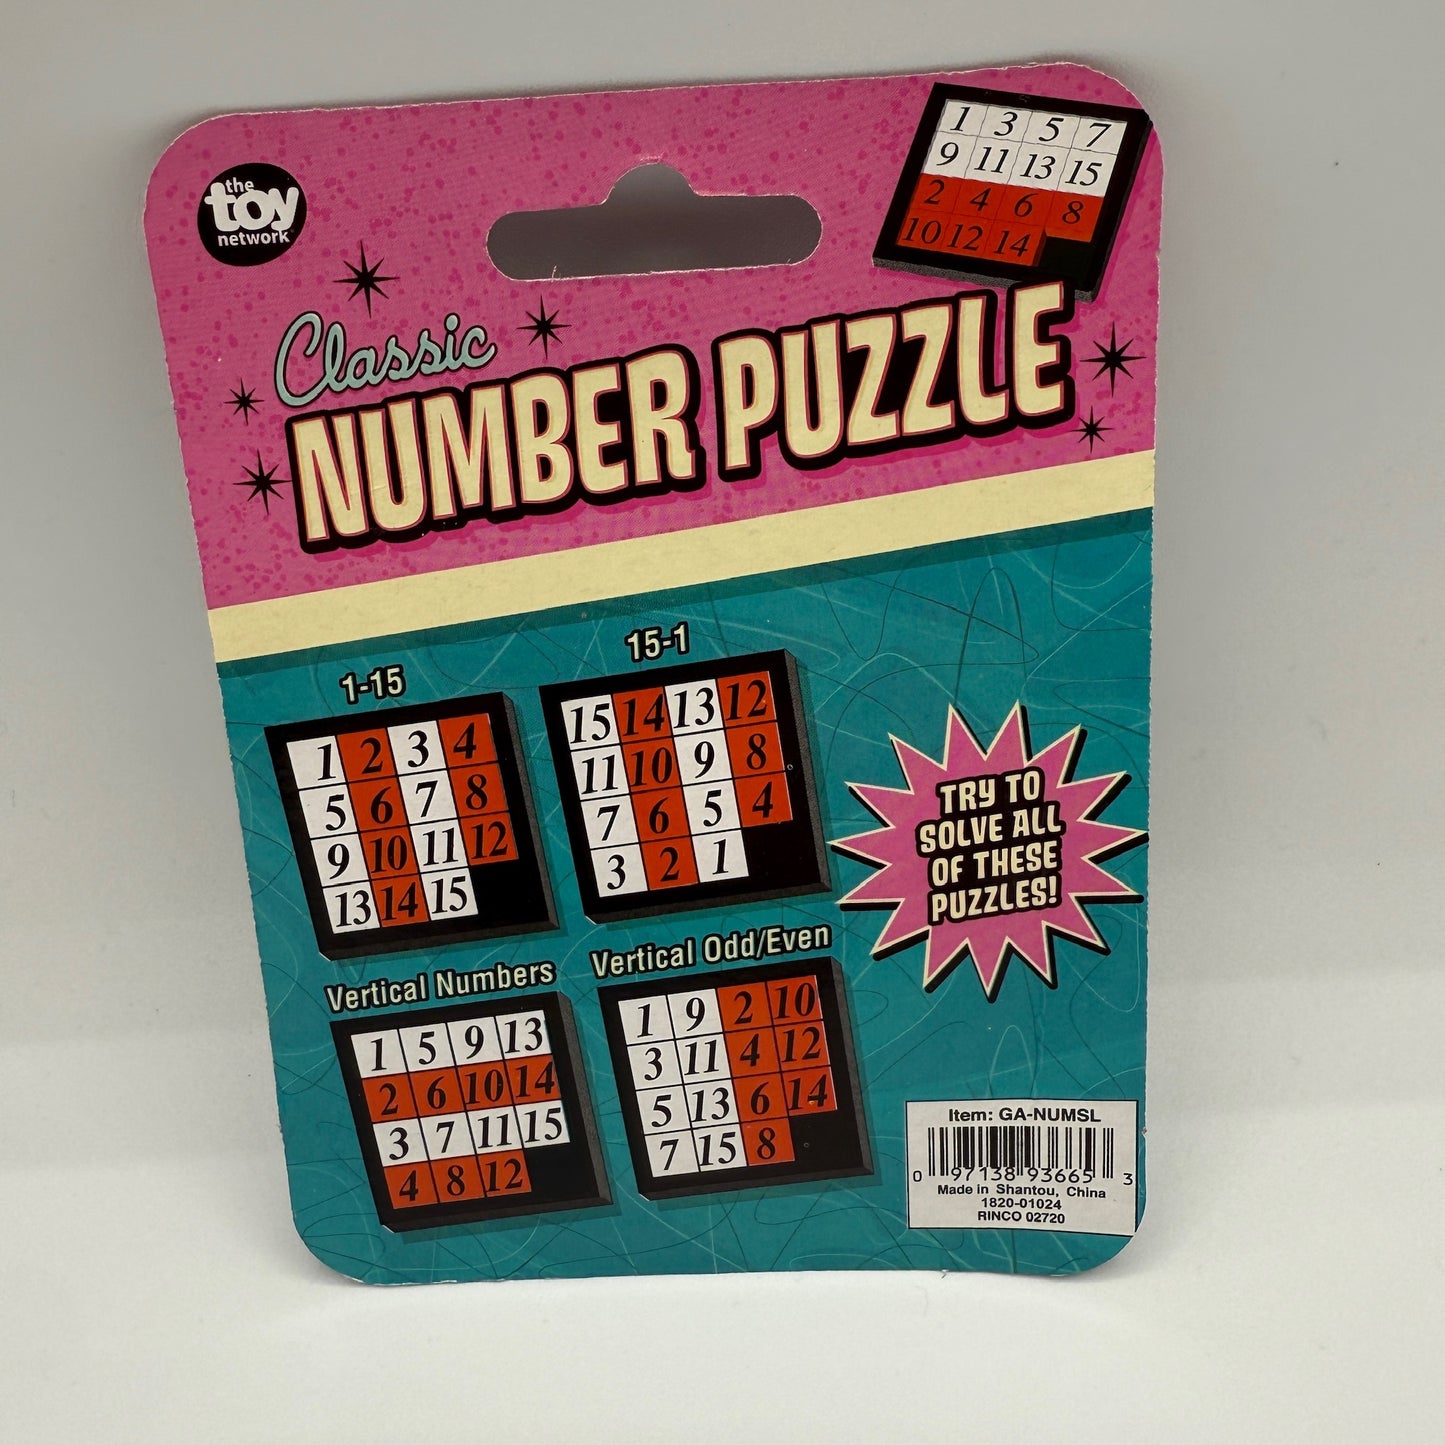 the
toy
network
1 3 5 7
9 11 13 15
2 4 6 8
10 12 14
Classic
NUMBER PUZZLE
1-15
1 2 3 4
5 6 7 8
9 10 11 12
13 14 15
15-1
15 14 13 12
11 10 9 8
7 6 5 4
3 2 1
TRY TO
SOLVE ALL
OF THESE
PUZZLES!
Vertical Numbers
1 5 9 13
2 6 10 14
3 7 11 15
4 8 12
Vertical Odd/Even
1 9 2 10
3 11 4 12
5 13 6 14
7 15 8
Item: GA-NUMSL
0 97138 93665 3
Made in Shantou, China
1820-01024
RINCO 02720